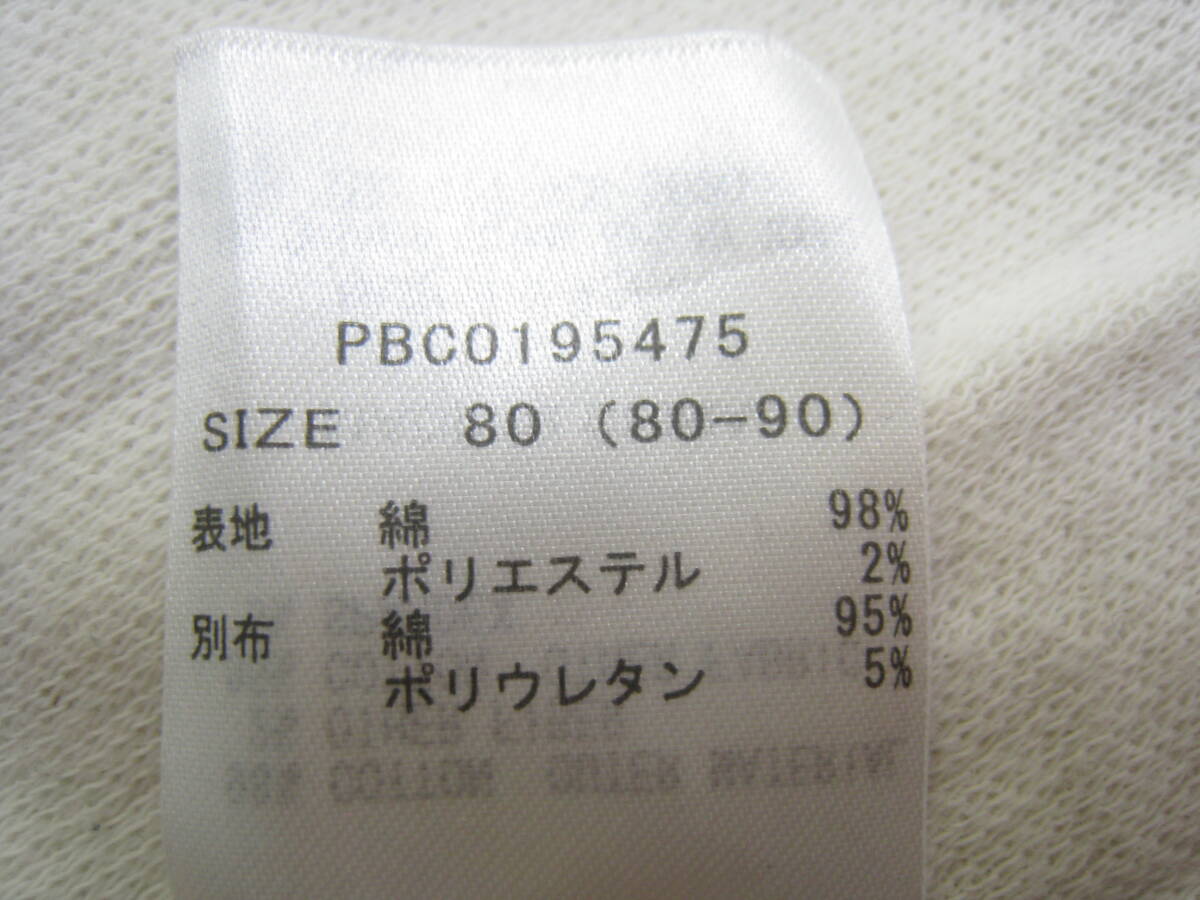 PBC0195475
SIZE 80 (80-90)
表地 綿 98%
ポリエステル 2%
別布 綿 95%
ポリウレタン 5%